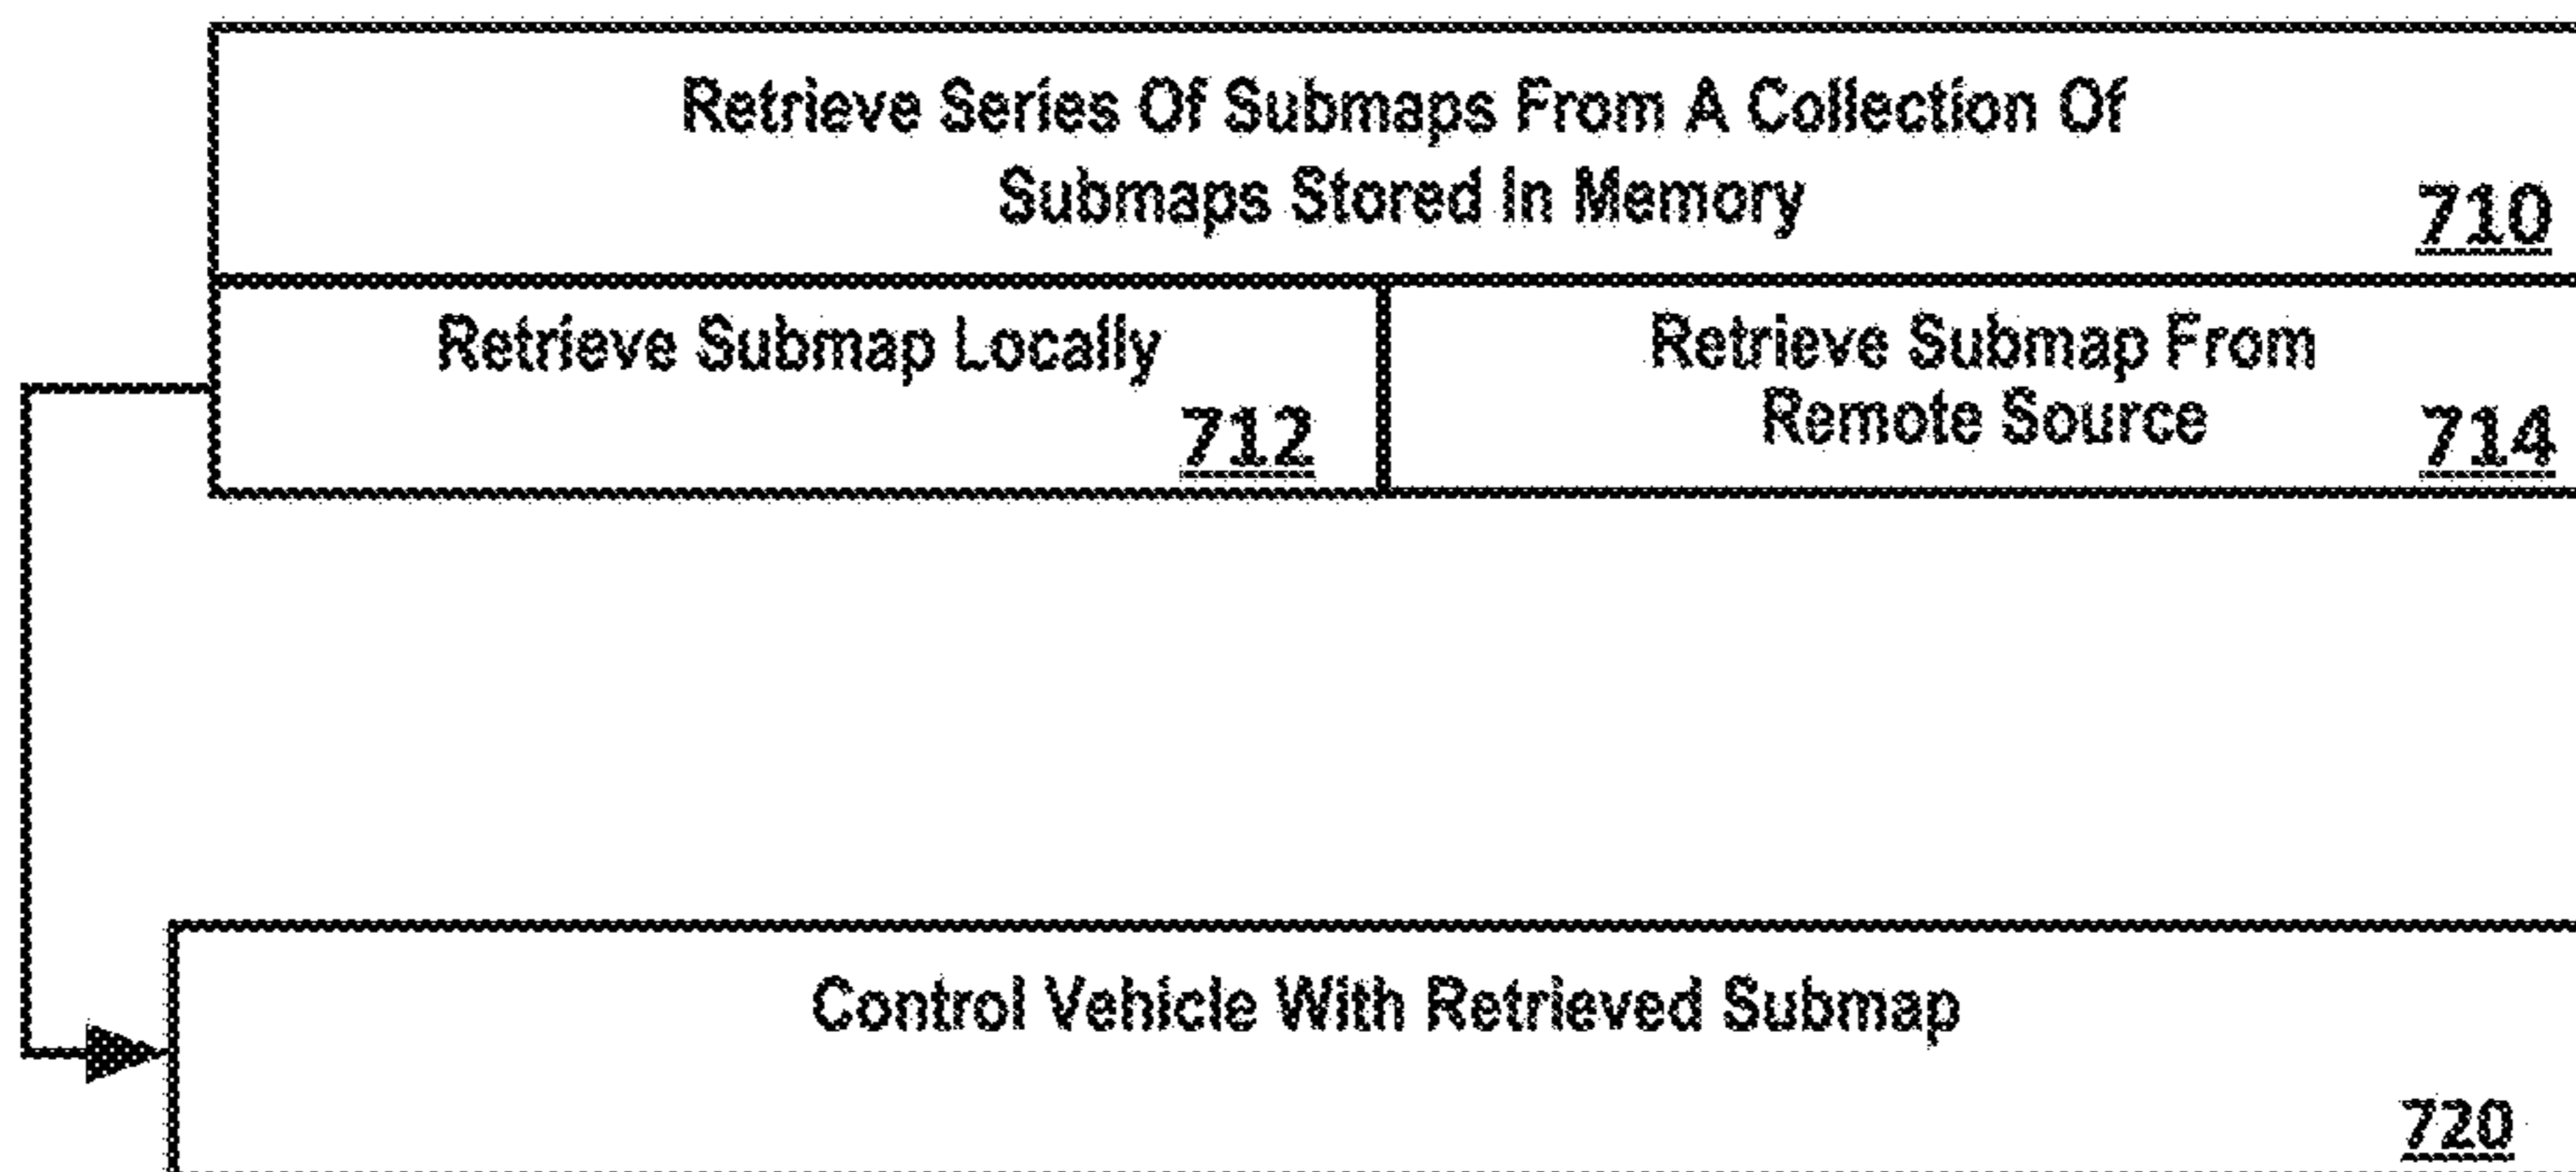 Retrieve Series Of Submaps From A Collection Of
Submaps Stored In Memory
710
Retrieve Submap Locally
712
Retrieve Submap From
Remote Source
714
Control Vehicle With Retrieved Submap
720